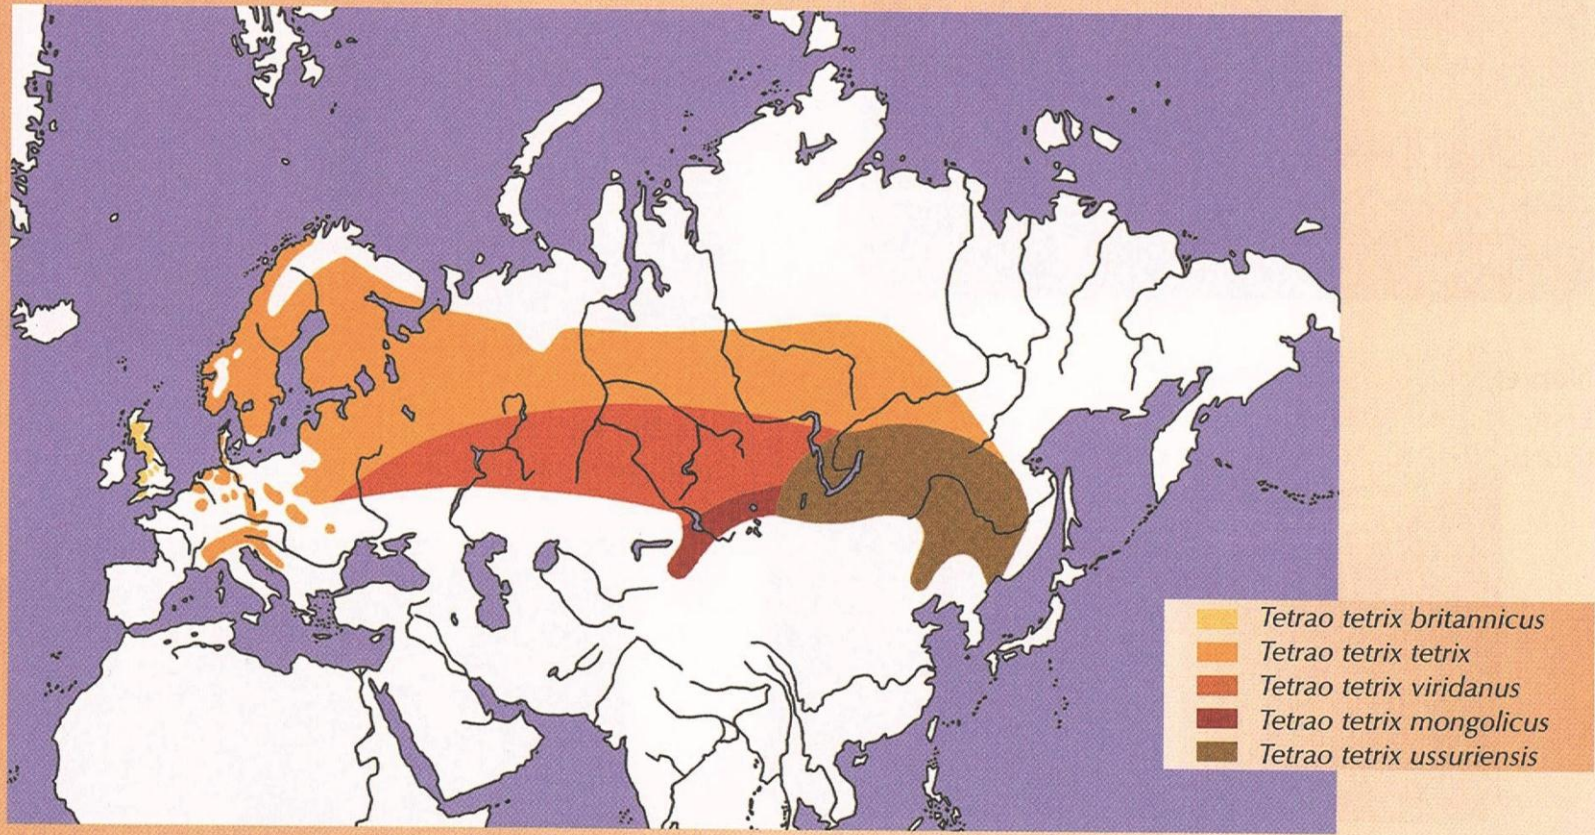 Tetrao tetrix britannicus
Tetrao tetrix tetrix
Tetrao tetrix viridanus
Tetrao tetrix mongolicus
Tetrao tetrix ussuriensis